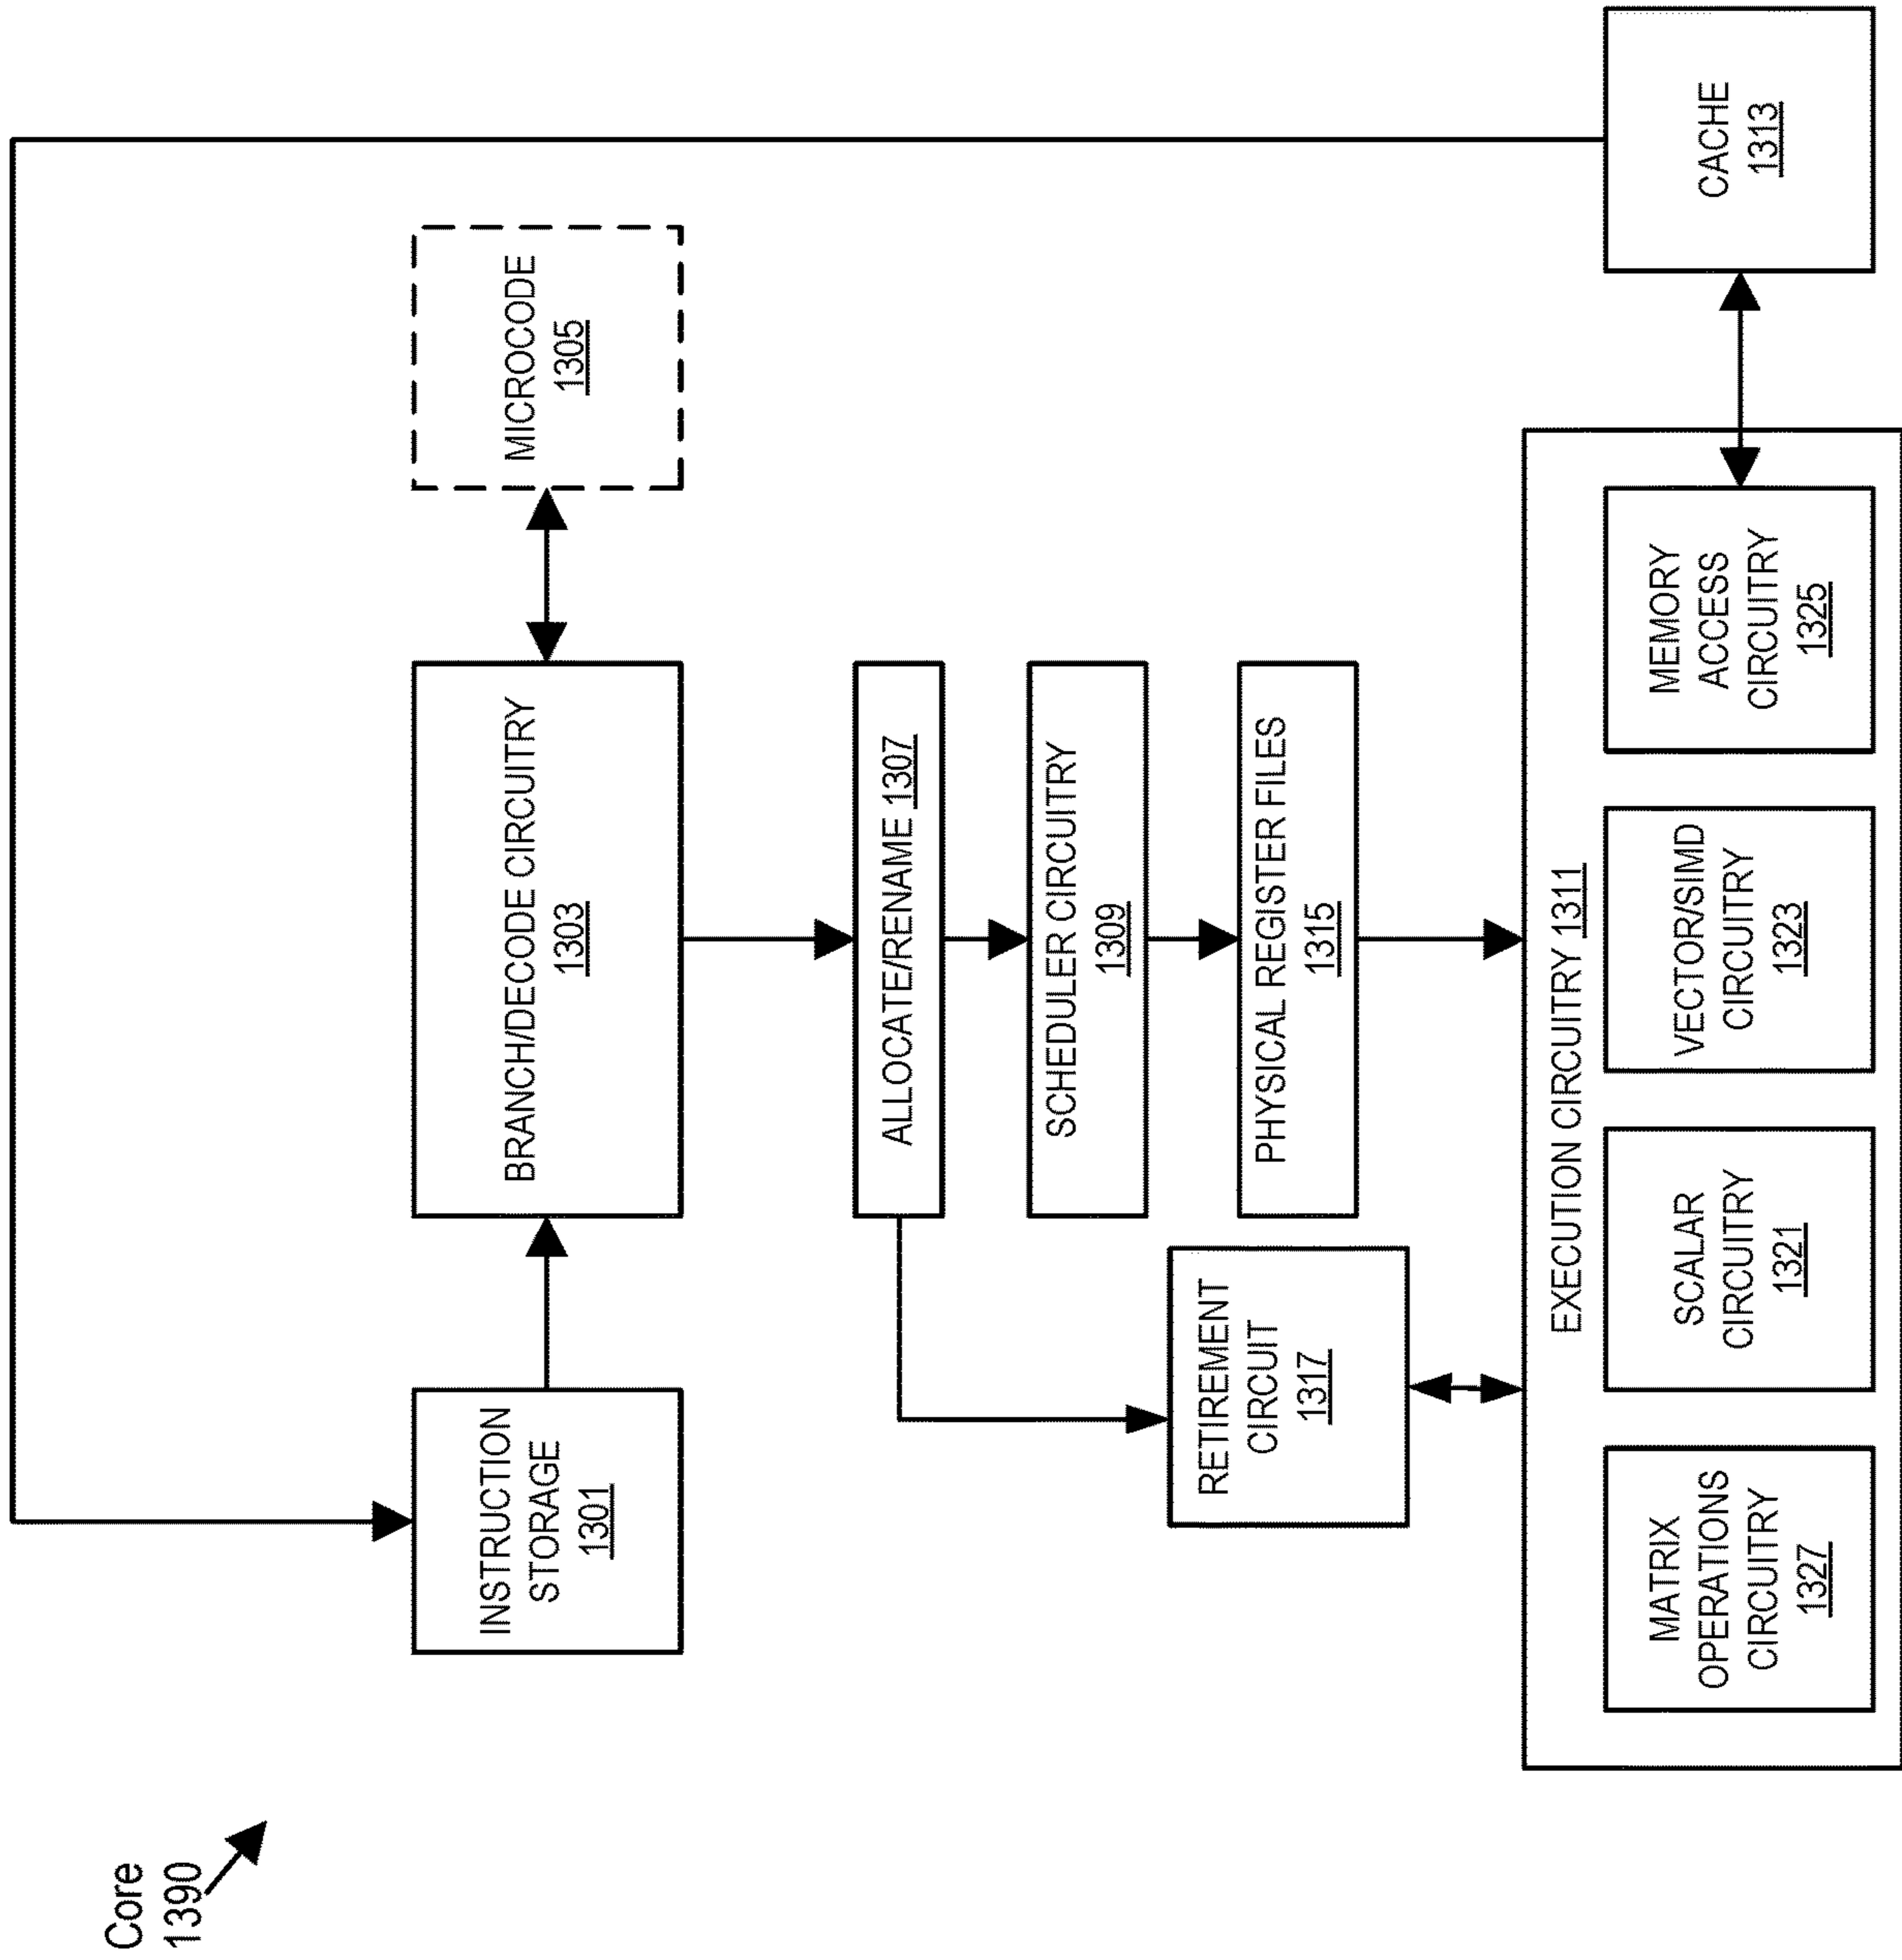 Core
1390
INSTRUCTION
STORAGE
1301
BRANCH/DECODE CIRCUITRY
1303
MICROCODE
1305
ALLOCATE/RENAME 1307
SCHEDULER CIRCUITRY
1309
PHYSICAL REGISTER FILES
1315
RETIREMENT
CIRCUIT
1317
EXECUTION CIRCUITRY 1311
MATRIX
OPERATIONS
CIRCUITRY
1327
SCALAR
CIRCUITRY
1321
VECTOR/SIMD
CIRCUITRY
1323
MEMORY
ACCESS
CIRCUITRY
1325
CACHE
1313